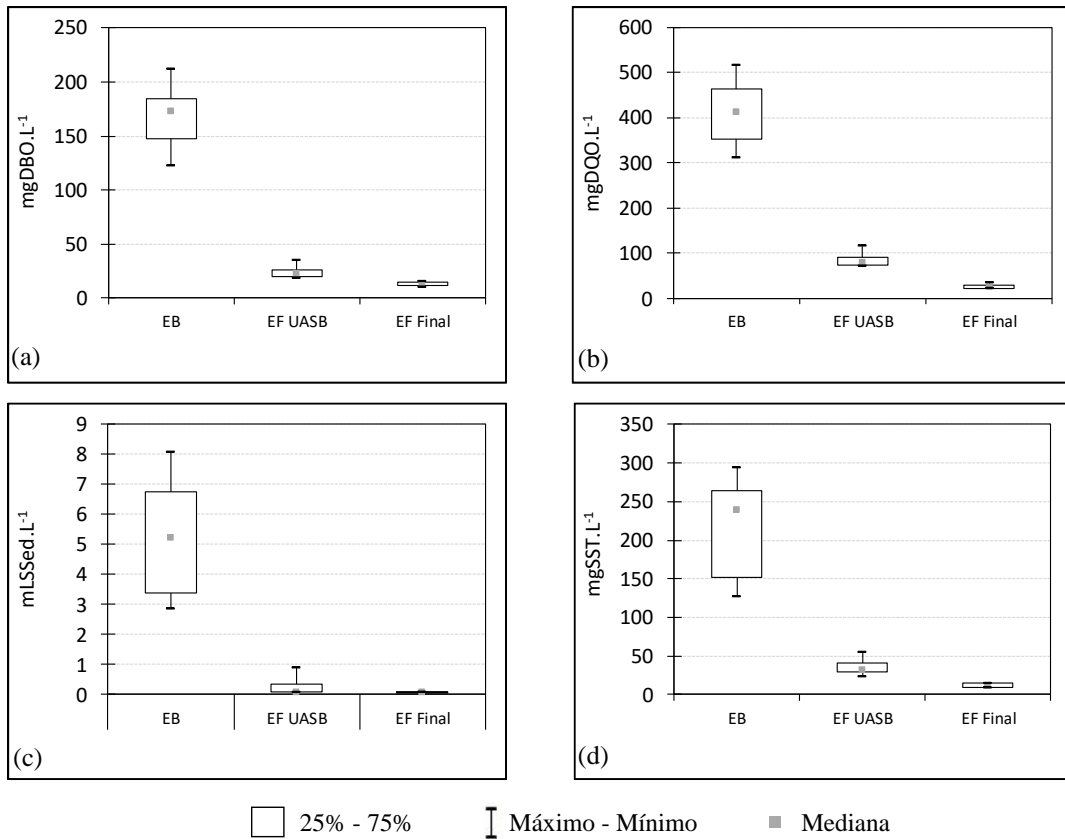 250
200
150
100
50
0
mgDBO.L⁻¹
EB EF UASB EF Final
(a)
600
500
400
300
200
100
0
mgDQO.L⁻¹
EB EF UASB EF Final
(b)
9
8
7
6
5
4
3
2
1
0
mLSSed.L⁻¹
EB EF UASB EF Final
(c)
350
300
250
200
150
100
50
0
mgSST.L⁻¹
EB EF UASB EF Final
(d)
25% - 75% Máximo - Mínimo Mediana